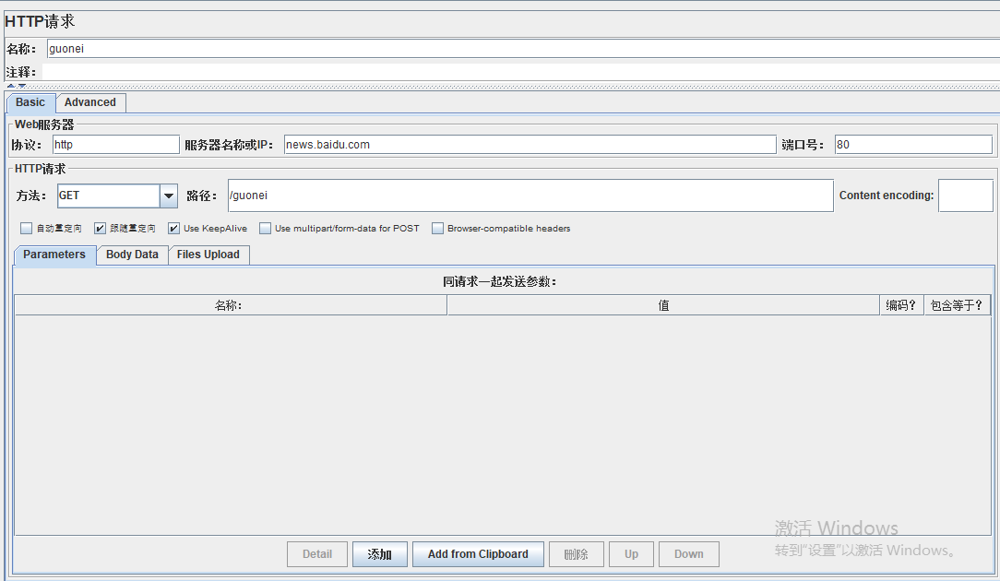 HTTP请求
名称： guonei
注释：
Basic Advanced
Web服务器
协议： http 服务器名称或IP： news.baidu.com 端口号： 80
HTTP请求
方法： GET 路径： /guonei Content encoding:
自动重定向 跟随重定向 Use KeepAlive Use multipart/form-data for POST Browser-compatible headers
Parameters Body Data Files Upload
同请求一起发送参数：
名称： 值 编码？ 包含等于？
Detail 添加 Add from Clipboard 删除 Up Down
激活 Windows
转到“设置”以激活 Windows。